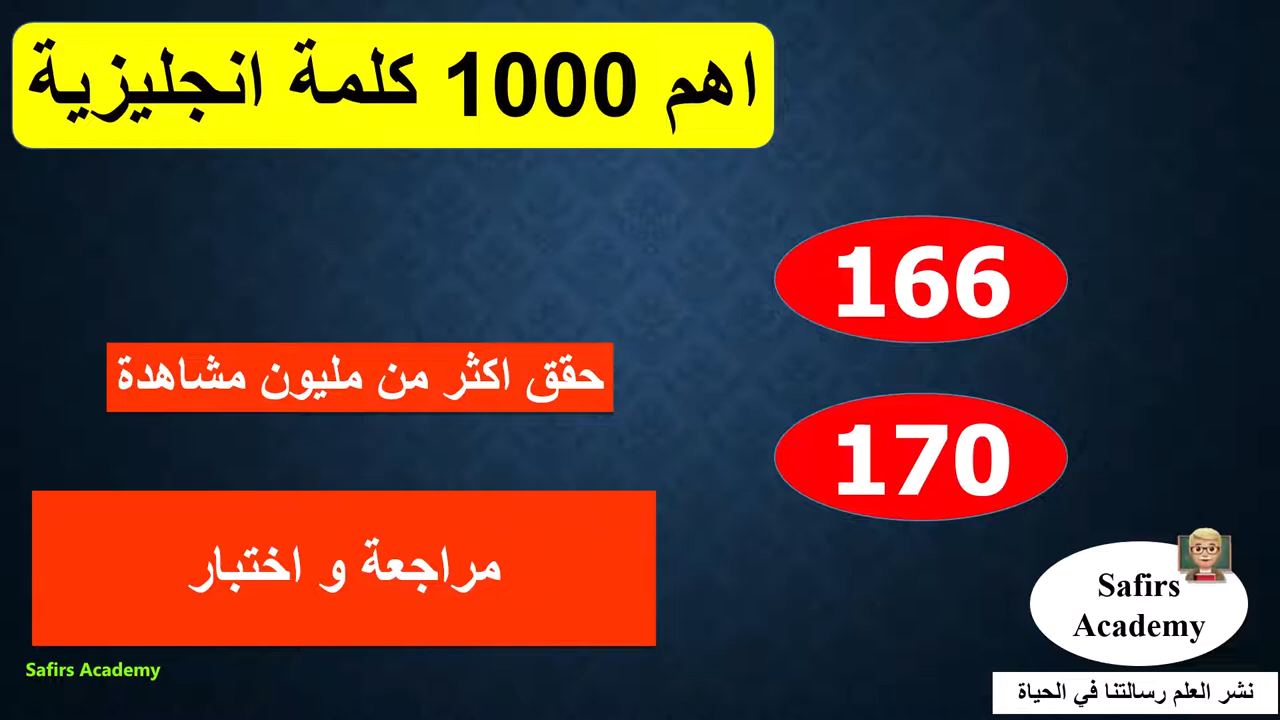 اهم 1000 كلمة انجليزية
166
حقق اكثر من مليون مشاهدة
170
مراجعة و اختبار
Safirs
Academy
Safirs Academy
نشر العلم رسالتنا في الحياة